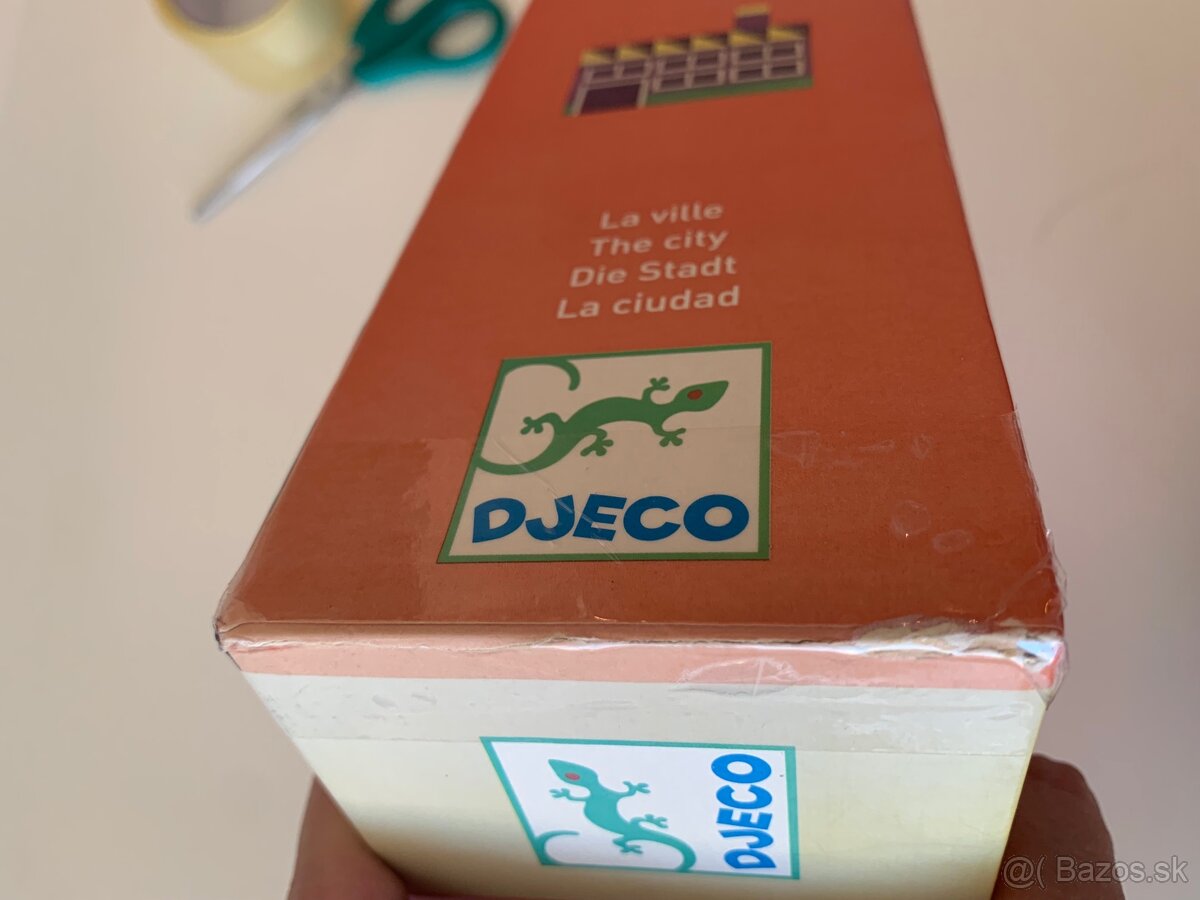 La ville
The city
Die Stadt
La ciudad
DJECO
DJECO
@( Bazos.sk